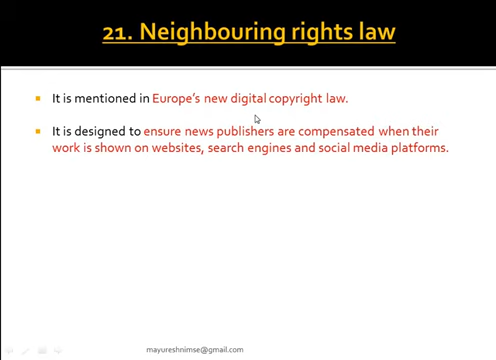 21. Neighbouring rights law
It is mentioned in Europe's new digital copyright law.
It is designed to ensure news publishers are compensated when their
work is shown on websites, search engines and social media platforms.
mayureshnimse@gmail.com